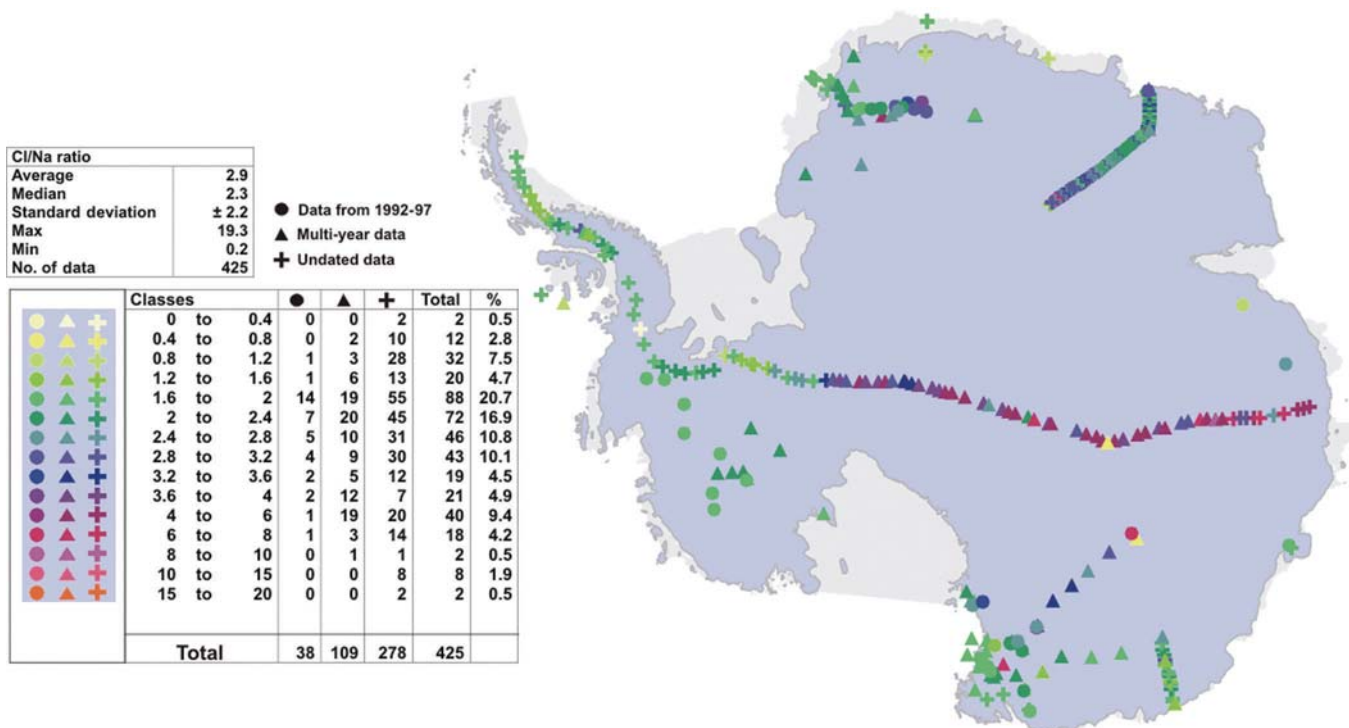 Cl/Na ratio
Average 2.9
Median 2.3
Standard deviation ± 2.2
Max 19.3
Min 0.2
No. of data 425
Data from 1992-97
Multi-year data
Undated data
Classes Total %
0 to 0.4 0 0 2 2 0.5
0.4 to 0.8 0 2 10 12 2.8
0.8 to 1.2 1 3 28 32 7.5
1.2 to 1.6 1 6 13 20 4.7
1.6 to 2 14 19 55 88 20.7
2 to 2.4 7 20 45 72 16.9
2.4 to 2.8 5 10 31 46 10.8
2.8 to 3.2 4 9 30 43 10.1
3.2 to 3.6 2 5 12 19 4.5
3.6 to 4 2 12 7 21 4.9
4 to 6 1 19 20 40 9.4
6 to 8 1 3 14 18 4.2
8 to 10 0 1 1 2 0.5
10 to 15 0 0 8 8 1.9
15 to 20 0 0 2 2 0.5
Total 38 109 278 425